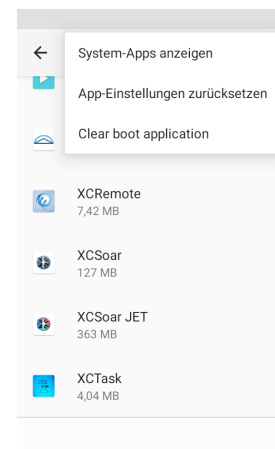 System-Apps anzeigen
App-Einstellungen zurücksetzen
Clear boot application
XCRemote
7,42 MB
XCSoar
127 MB
XCSoar JET
363 MB
XCTask
4,04 MB